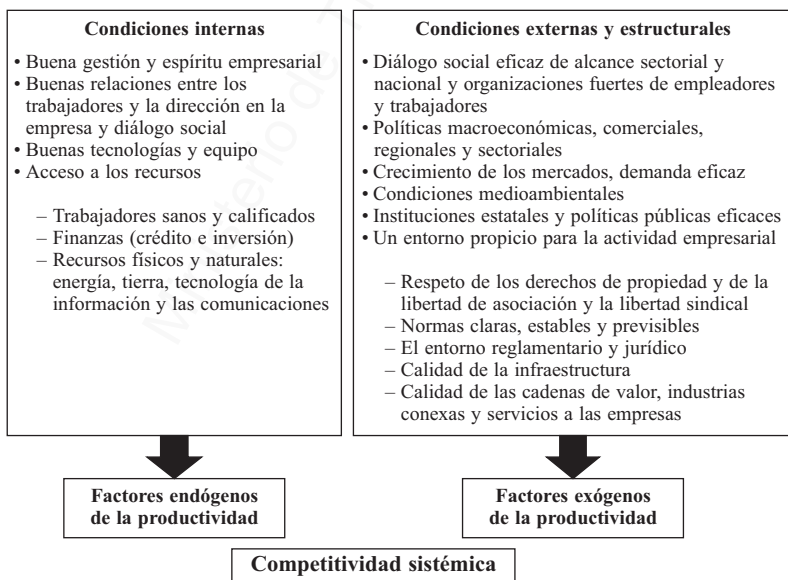 Condiciones internas
• Buena gestión y espíritu empresarial
• Buenas relaciones entre los
trabajadores y la dirección en la
empresa y diálogo social
• Buenas tecnologías y equipo
• Acceso a los recursos
– Trabajadores sanos y calificados
– Finanzas (crédito e inversión)
– Recursos físicos y naturales:
energía, tierra, tecnología de la
información y las comunicaciones
Condiciones externas y estructurales
• Diálogo social eficaz de alcance sectorial y
nacional y organizaciones fuertes de empleadores
y trabajadores
• Políticas macroeconómicas, comerciales,
regionales y sectoriales
• Crecimiento de los mercados, demanda eficaz
• Condiciones medioambientales
• Instituciones estatales y políticas públicas eficaces
• Un entorno propicio para la actividad empresarial
– Respeto de los derechos de propiedad y de la
libertad de asociación y la libertad sindical
– Normas claras, estables y previsibles
– El entorno reglamentario y jurídico
– Calidad de la infraestructura
– Calidad de las cadenas de valor, industrias
conexas y servicios a las empresas
Factores endógenos
de la productividad
Factores exógenos
de la productividad
Competitividad sistémica